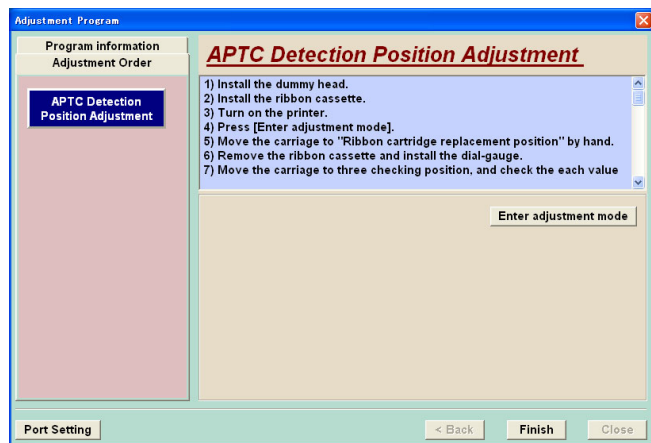 Adjustment Program
Program information
Adjustment Order
APTC Detection
Position Adjustment
APTC Detection Position Adjustment
1) Install the dummy head.
2) Install the ribbon cassette.
3) Turn on the printer.
4) Press [Enter adjustment mode].
5) Move the carriage to "Ribbon cartridge replacement position" by hand.
6) Remove the ribbon cassette and install the dial-gauge.
7) Move the carriage to three checking position, and check the each value
Enter adjustment mode
Port Setting
< Back
Finish
Close